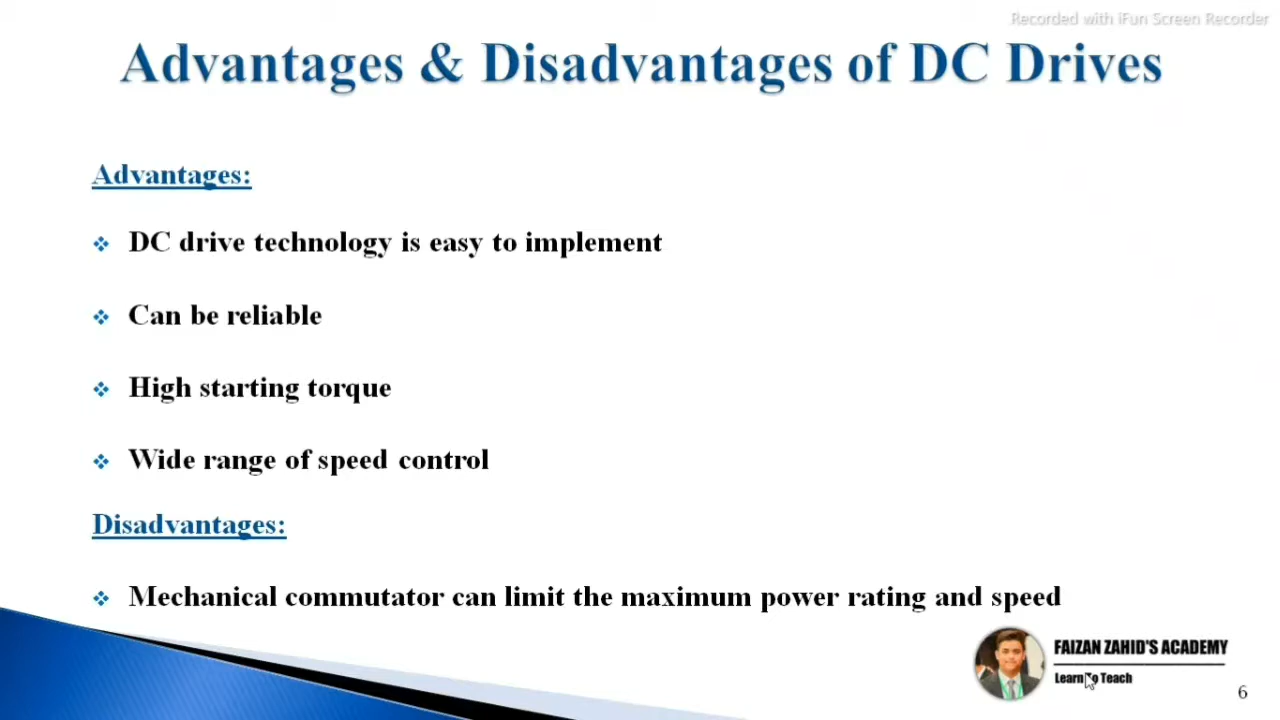 Recorded with iFun Screen Recorder
Advantages & Disadvantages of DC Drives
Advantages:
DC drive technology is easy to implement
Can be reliable
High starting torque
Wide range of speed control
Disadvantages:
Mechanical commutator can limit the maximum power rating and speed
FAIZAN ZAHID'S ACADEMY
Learn to Teach
6